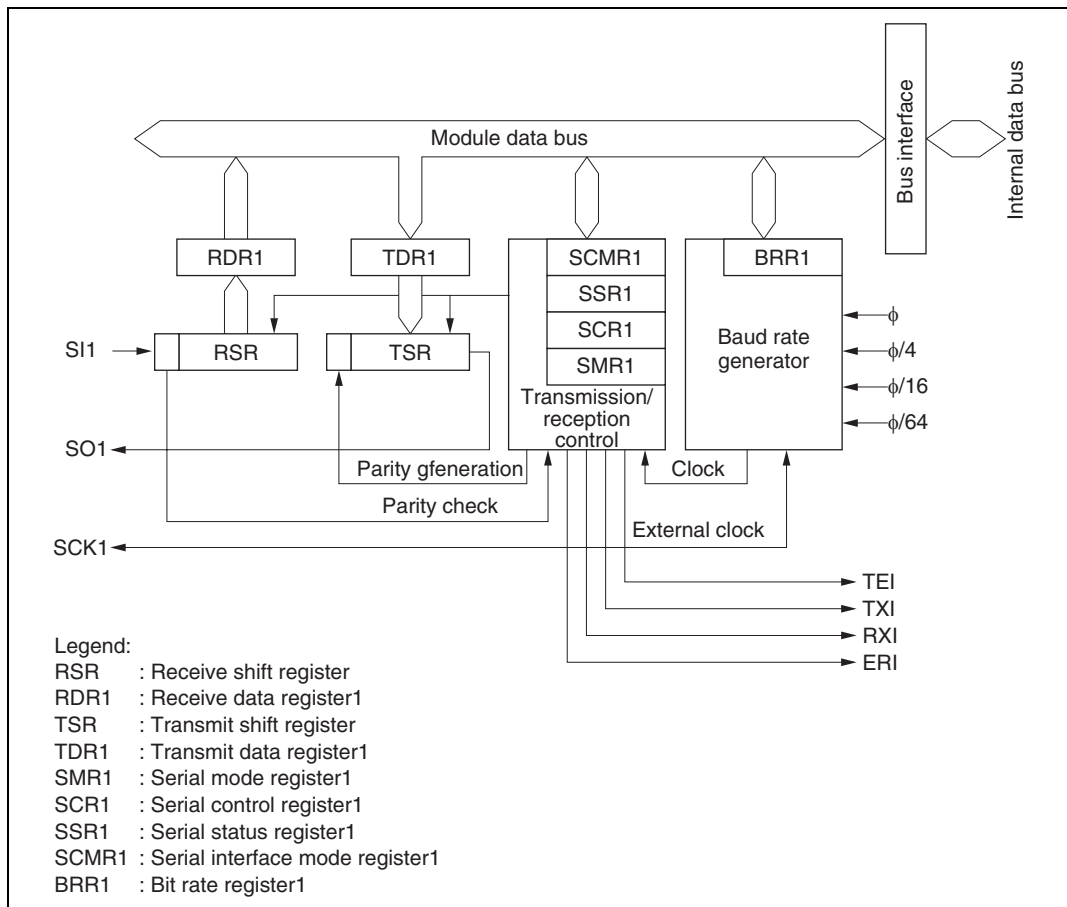 Bus interface
Internal data bus
Module data bus
RDR1
TDR1
SCMR1
BRR1
SSR1
SCR1
SMR1
SI1
RSR
TSR
Baud rate
generator
ϕ
ϕ/4
ϕ/16
ϕ/64
Transmission/
reception
control
SO1
Parity gfeneration
Clock
Parity check
External clock
SCK1
TEI
TXI
RXI
ERI
Legend:
RSR : Receive shift register
RDR1 : Receive data register1
TSR : Transmit shift register
TDR1 : Transmit data register1
SMR1 : Serial mode register1
SCR1 : Serial control register1
SSR1 : Serial status register1
SCMR1 : Serial interface mode register1
BRR1 : Bit rate register1